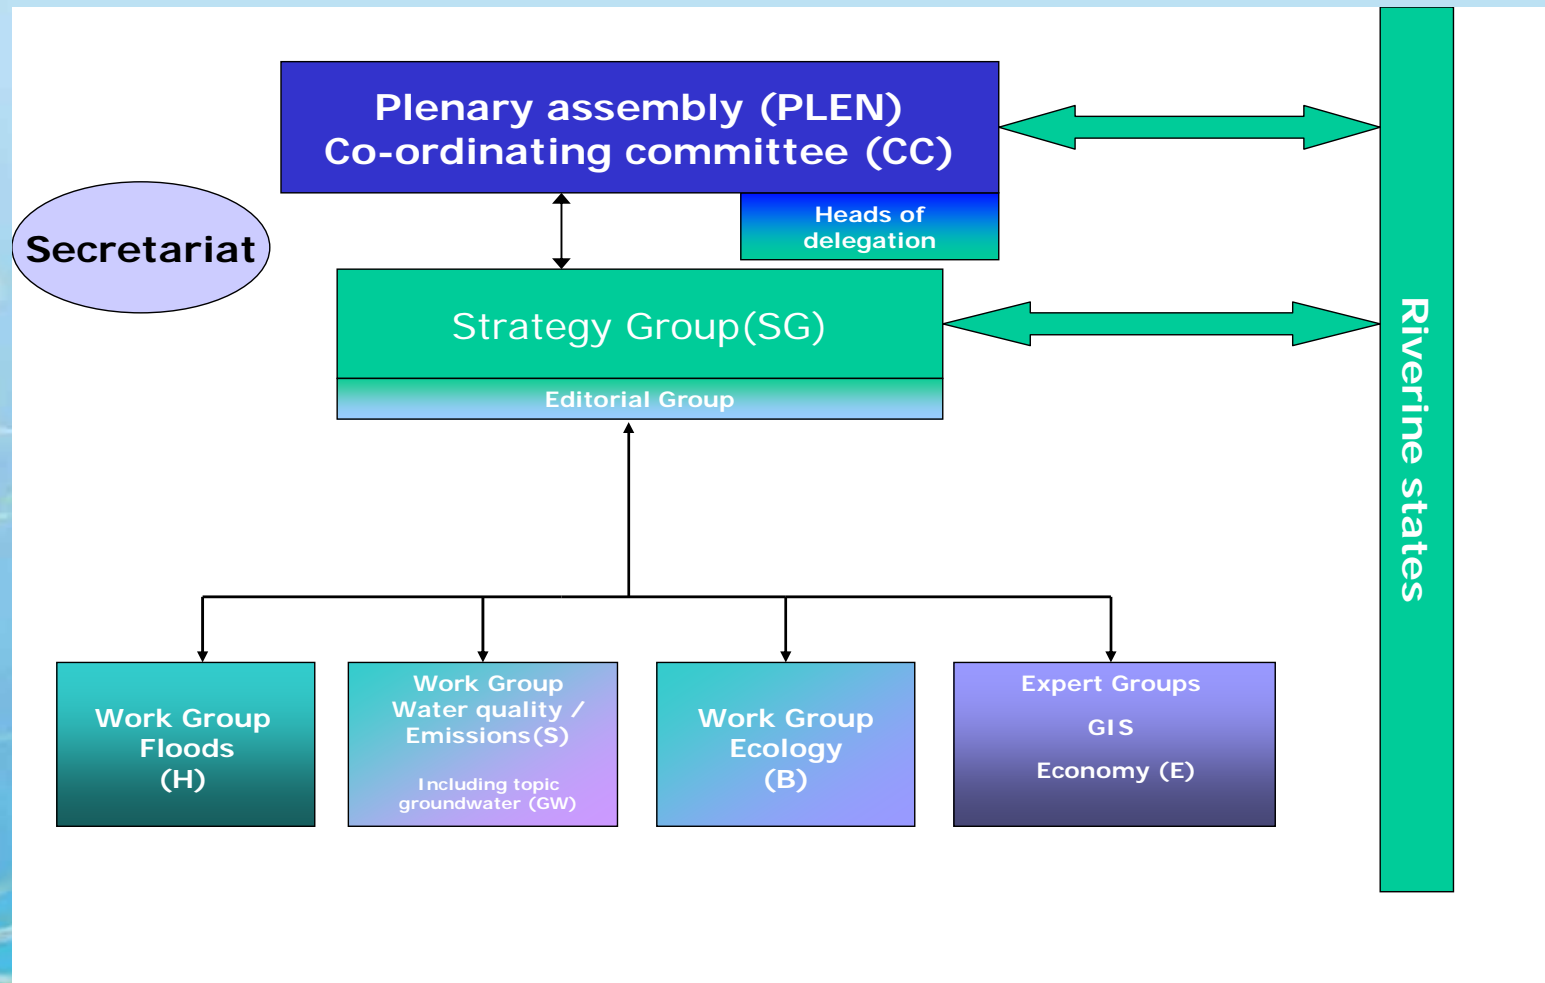 Plenary assembly (PLEN)
Co-ordinating committee (CC)
Heads of
delegation
Secretariat
Strategy Group(SG)
Editorial Group
Riverine states
Work Group
Floods
(H)
Work Group
Water quality /
Emissions(S)
Including topic
groundwater (GW)
Work Group
Ecology
(B)
Expert Groups
GIS
Economy (E)